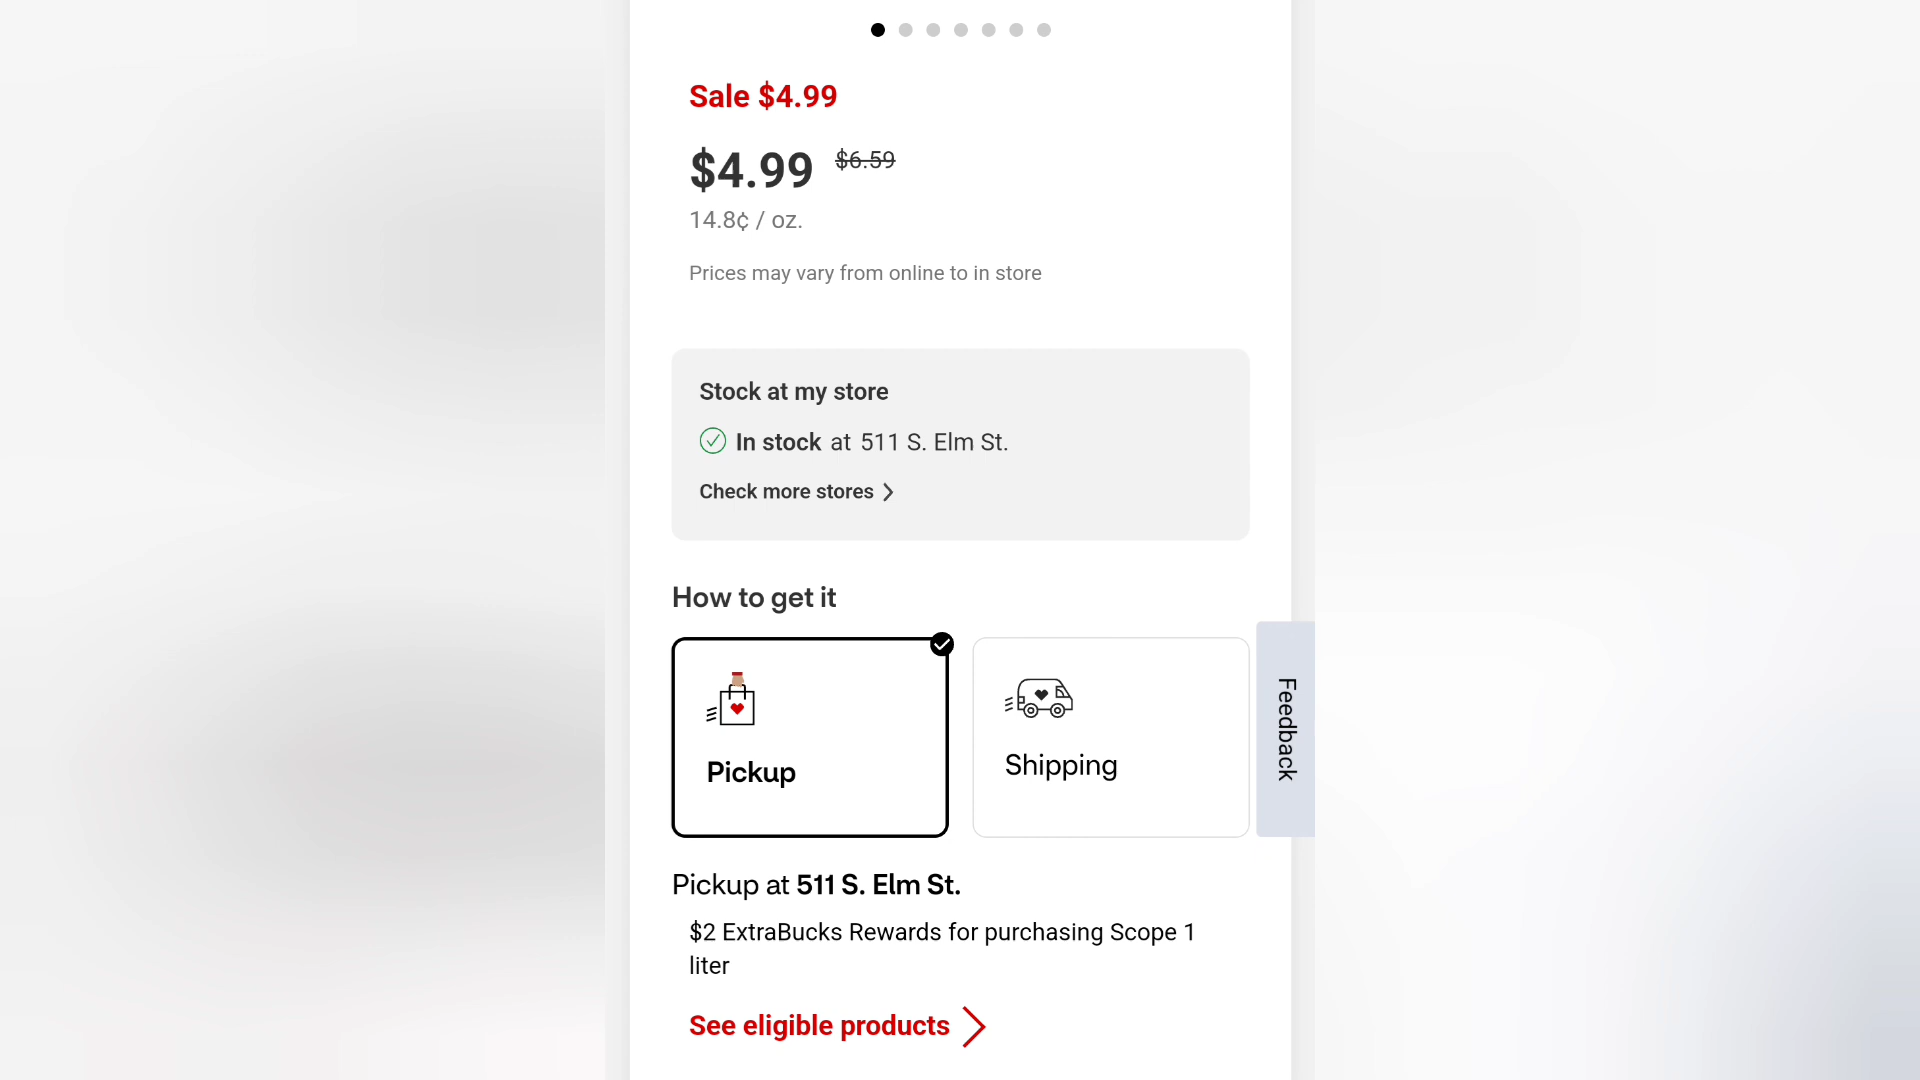 Sale $4.99
$4.99 $6.59
14.8¢ / oz.
Prices may vary from online to in store
Stock at my store
In stock at 511 S. Elm St.
Check more stores
How to get it
Pickup
Shipping
Feedback
Pickup at 511 S. Elm St.
$2 ExtraBucks Rewards for purchasing Scope 1
liter
See eligible products